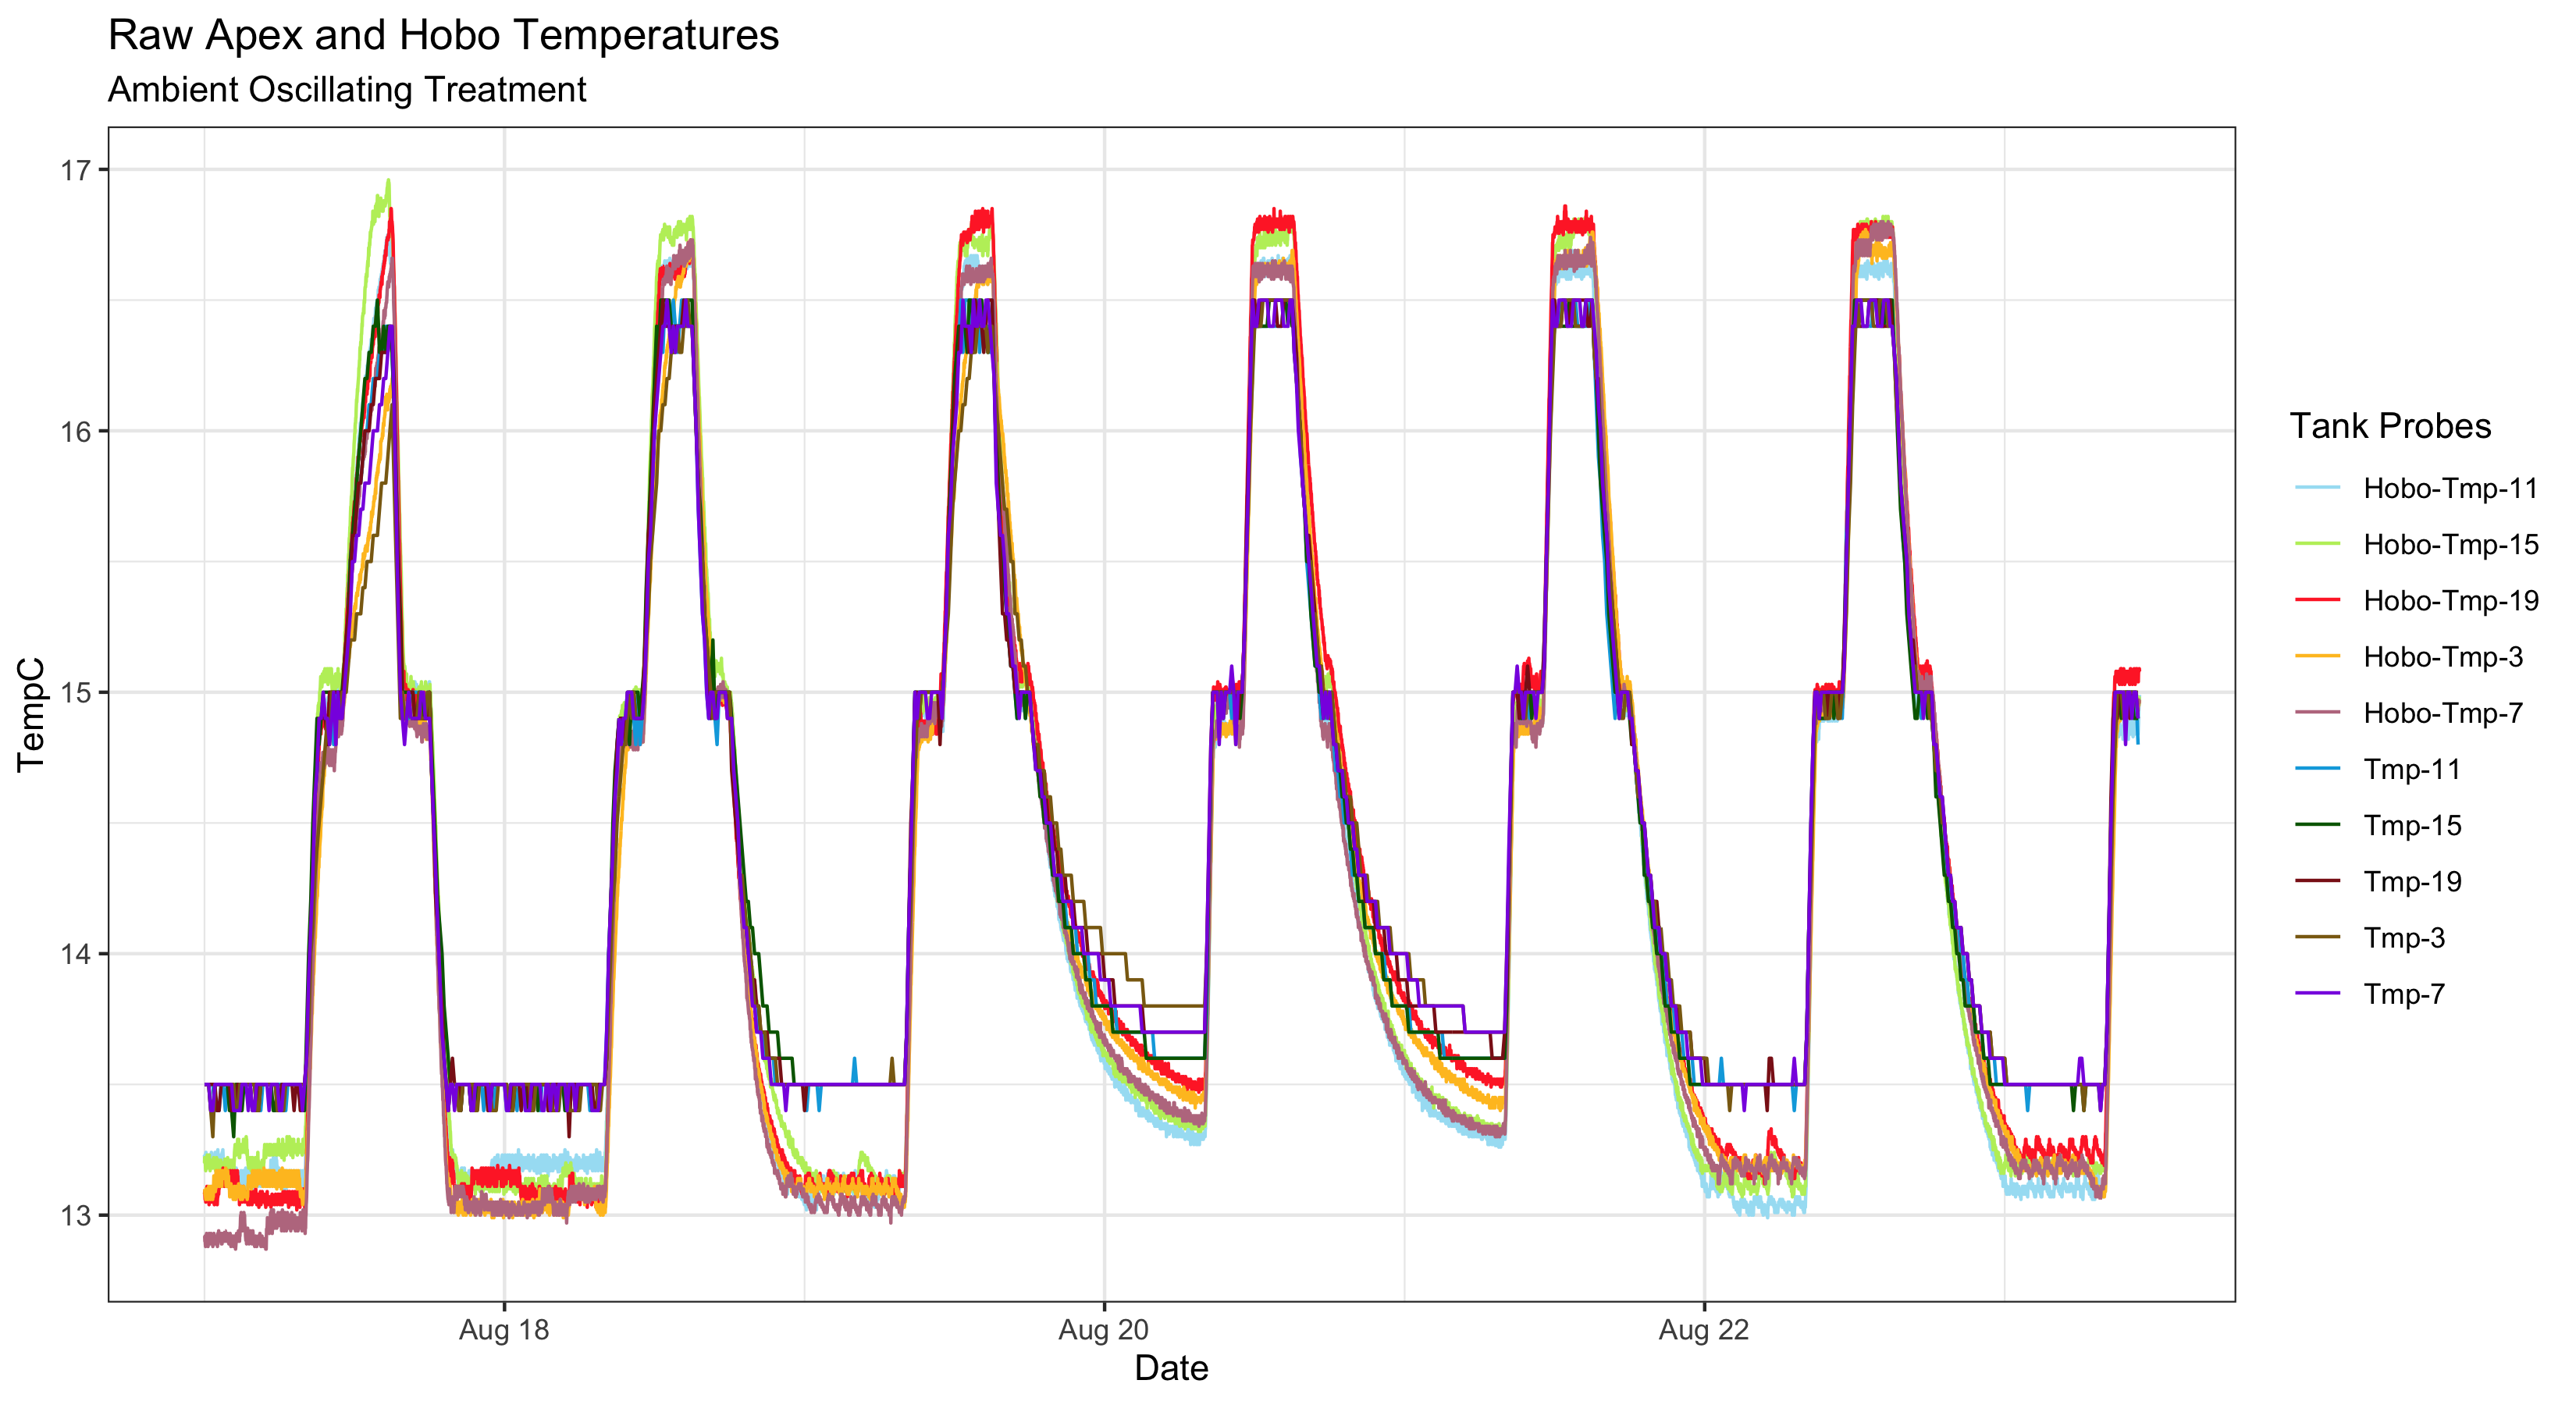 Raw Apex and Hobo Temperatures
Ambient Oscillating Treatment
17
16
15
14
13
TempC
Aug 18
Aug 20
Aug 22
Date
Tank Probes
Hobo-Tmp-11
Hobo-Tmp-15
Hobo-Tmp-19
Hobo-Tmp-3
Hobo-Tmp-7
Tmp-11
Tmp-15
Tmp-19
Tmp-3
Tmp-7